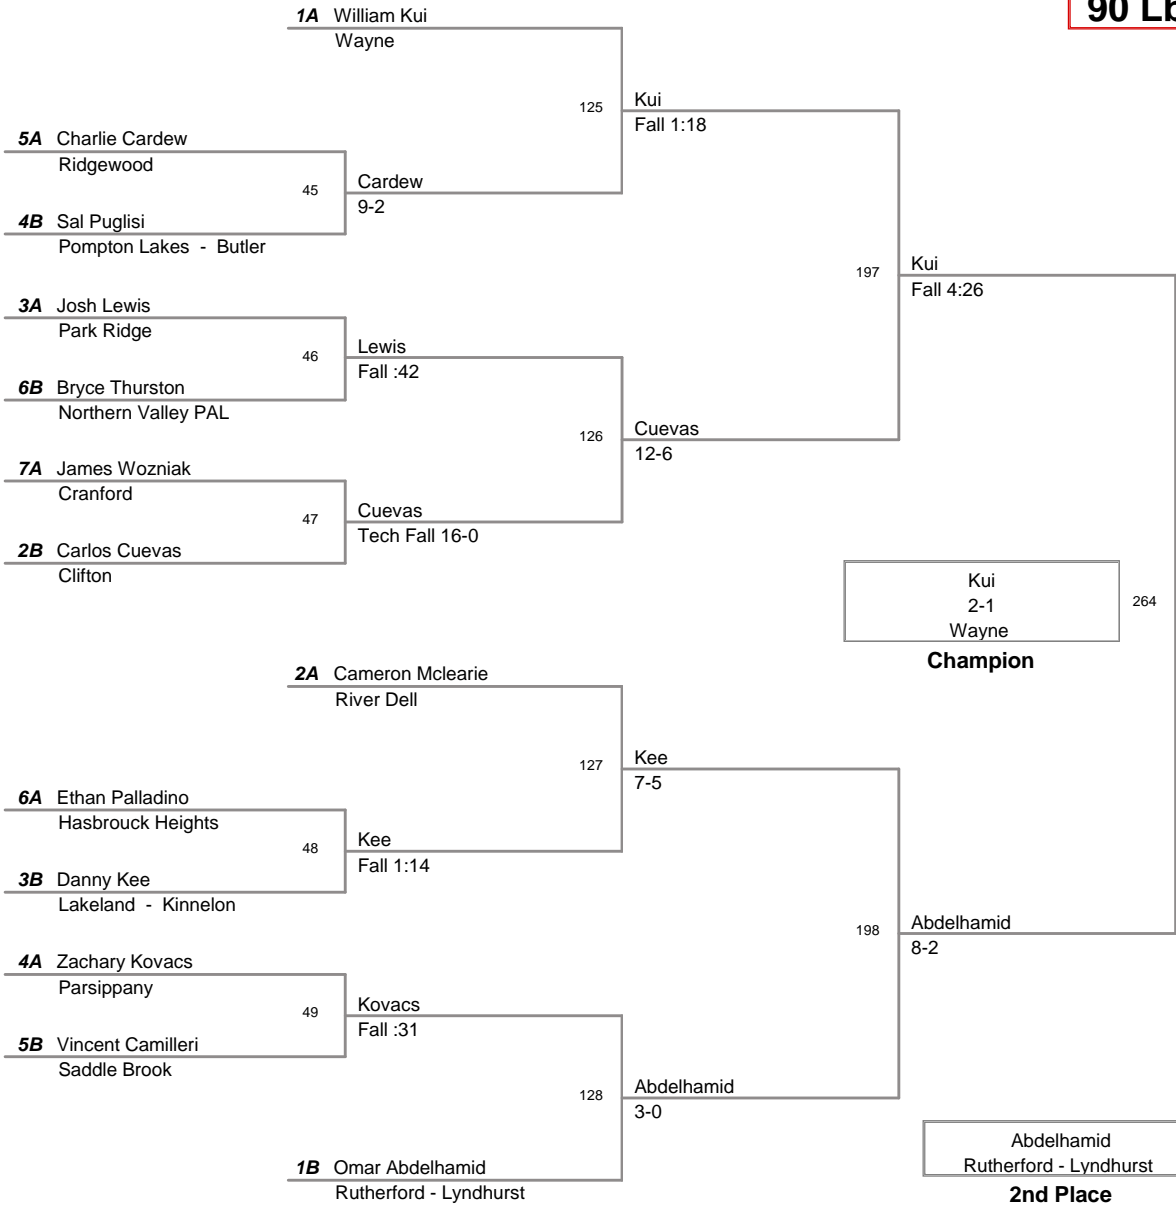 90 Lb
1A William Kui
Wayne
125
Kui
Fall 1:18
5A Charlie Cardew
Ridgewood
45
Cardew
9-2
4B Sal Puglisi
Pompton Lakes - Butler
197
Kui
Fall 4:26
3A Josh Lewis
Park Ridge
46
Lewis
Fall :42
6B Bryce Thurston
Northern Valley PAL
126
Cuevas
12-6
7A James Wozniak
Cranford
47
Cuevas
Tech Fall 16-0
2B Carlos Cuevas
Clifton
Kui
2-1
Wayne
264
Champion
2A Cameron Mclearie
River Dell
127
Kee
7-5
6A Ethan Palladino
Hasbrouck Heights
48
Kee
Fall 1:14
3B Danny Kee
Lakeland - Kinnelon
198
Abdelhamid
8-2
4A Zachary Kovacs
Parsippany
49
Kovacs
Fall :31
5B Vincent Camilleri
Saddle Brook
128
Abdelhamid
3-0
1B Omar Abdelhamid
Rutherford - Lyndhurst
Abdelhamid
Rutherford - Lyndhurst
2nd Place